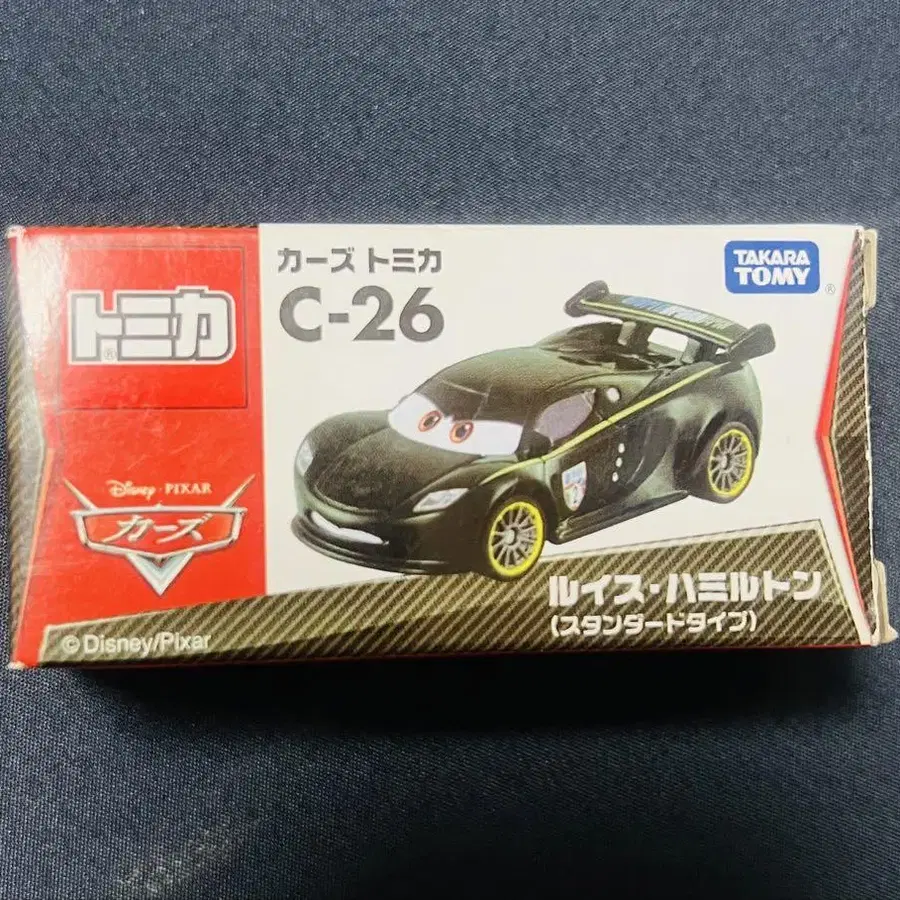 カーズ トミカ
C-26
TAKARA
TOMY
®
トミカ
®
Disney・PIXAR
カーズ
ルイス・ハミルトン
(スタンダードタイプ)
©Disney/Pixar